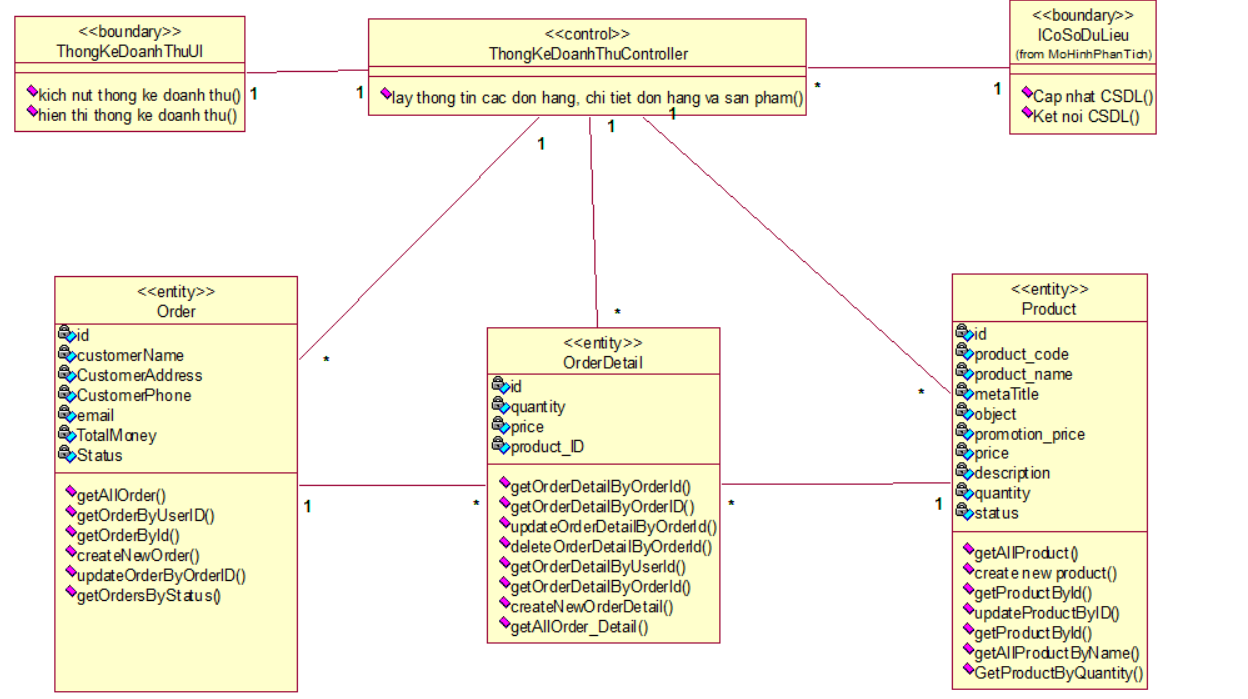 <<boundary>>
ThongKeDoanhThuUI
kich nut thong ke doanh thu()
hien thi thong ke doanh thu()
1
1
<<control>>
ThongKeDoanhThuController
lay thong tin cac don hang, chi tiet don hang va san pham()
*
1
<<boundary>>
ICoSoDuLieu
(from MoHinhPhanTich)
Cap nhat CSDL()
Ket noi CSDL()
1
1
1
*
*
*
<<entity>>
Order
id
customerName
CustomerAddress
CustomerPhone
email
TotalMoney
Status
getAllOrder()
getOrderByUserID()
getOrderById()
createNewOrder()
updateOrderByOrderID()
getOrdersByStatus()
1
*
<<entity>>
OrderDetail
id
quantity
price
product_ID
getOrderDetailByOrderId()
getOrderDetailByOrderID()
updateOrderDetailByOrderId()
deleteOrderDetailByOrderId()
getOrderDetailByUserId()
getOrderDetailByOrderId()
createNewOrderDetail()
getAllOrder_Detail()
*
1
<<entity>>
Product
id
product_code
product_name
metaTitle
object
promotion_price
price
description
quantity
status
getAllProduct()
create new product()
getProductById()
updateProductByID()
getProductById()
getAllProductByName()
GetProductByQuantity()